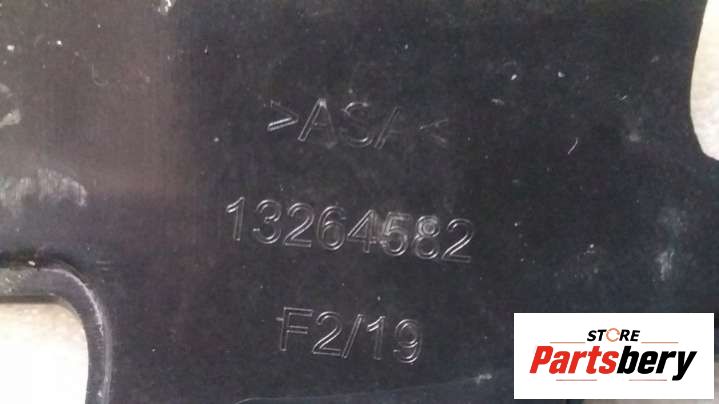 >ASA<
13264582
F2/19
STORE
Partsbery